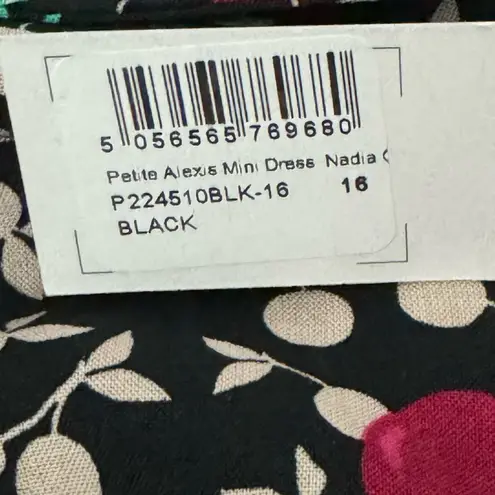 5 056565 769680
Petite Alexis Mini Dress Nadia
P224510BLK-16 16
BLACK